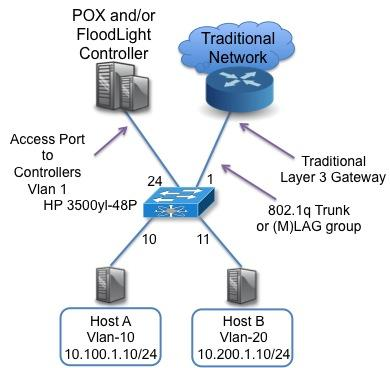 POX and/or
FloodLight
Controller
Traditional
Network
Access Port
to
Controllers
Vlan 1
HP 3500yl-48P
24
1
Traditional
Layer 3 Gateway
802.1q Trunk
or (M)LAG group
10
11
Host A
Vlan-10
10.100.1.10/24
Host B
Vlan-20
10.200.1.10/24